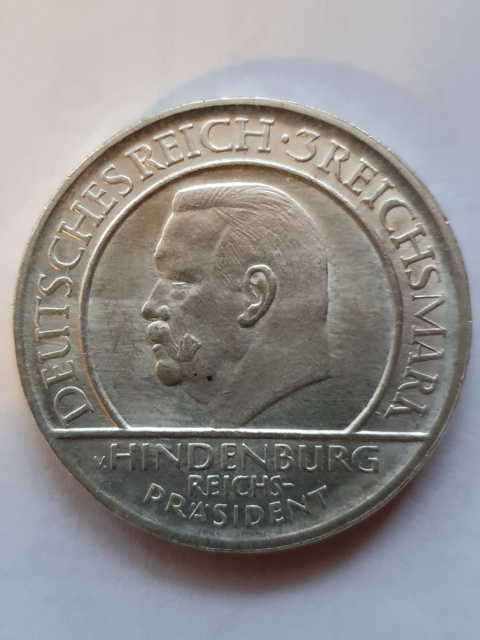 DEUTSCHES REICH · 3 REICHSMARK
v. HINDENBURG
REICHS-
PRÄSIDENT